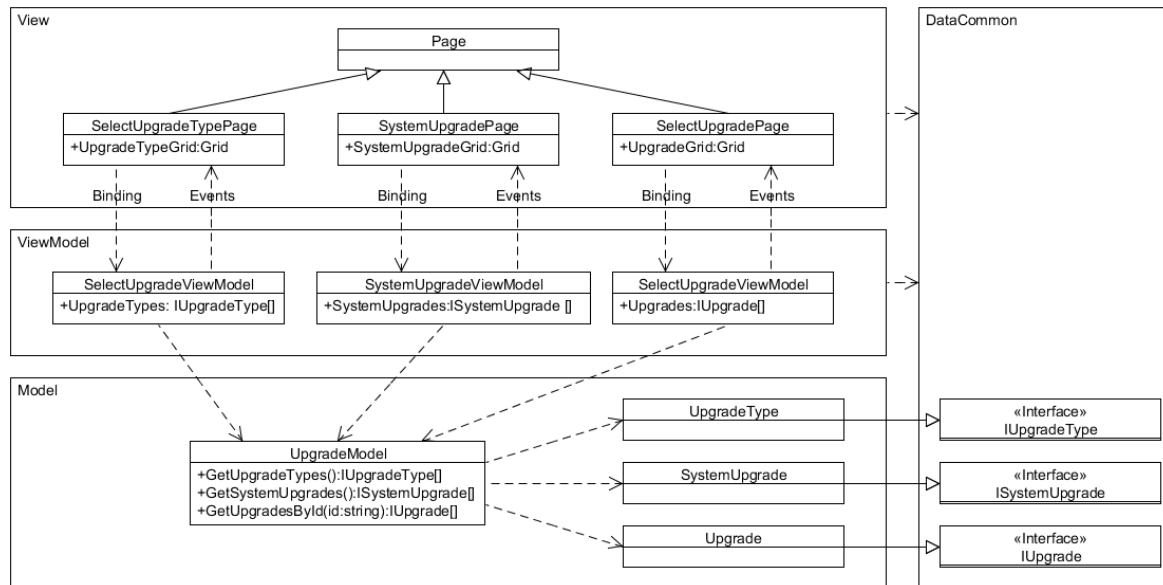 View
DataCommon
Page
SelectUpgradeTypePage
+UpgradeTypeGrid:Grid
SystemUpgradePage
+SystemUpgradeGrid:Grid
SelectUpgradePage
+UpgradeGrid:Grid
Binding
Events
Binding
Events
Binding
Events
ViewModel
SelectUpgradeViewModel
+UpgradeTypes: IUpgradeType[]
SystemUpgradeViewModel
+SystemUpgrades:ISystemUpgrade []
SelectUpgradeViewModel
+Upgrades:IUpgrade[]
Model
UpgradeModel
+GetUpgradeTypes():IUpgradeType[]
+GetSystemUpgrades():ISystemUpgrade[]
+GetUpgradesById(id:string):IUpgrade[]
UpgradeType
«Interface»
IUpgradeType
SystemUpgrade
«Interface»
ISystemUpgrade
Upgrade
«Interface»
IUpgrade